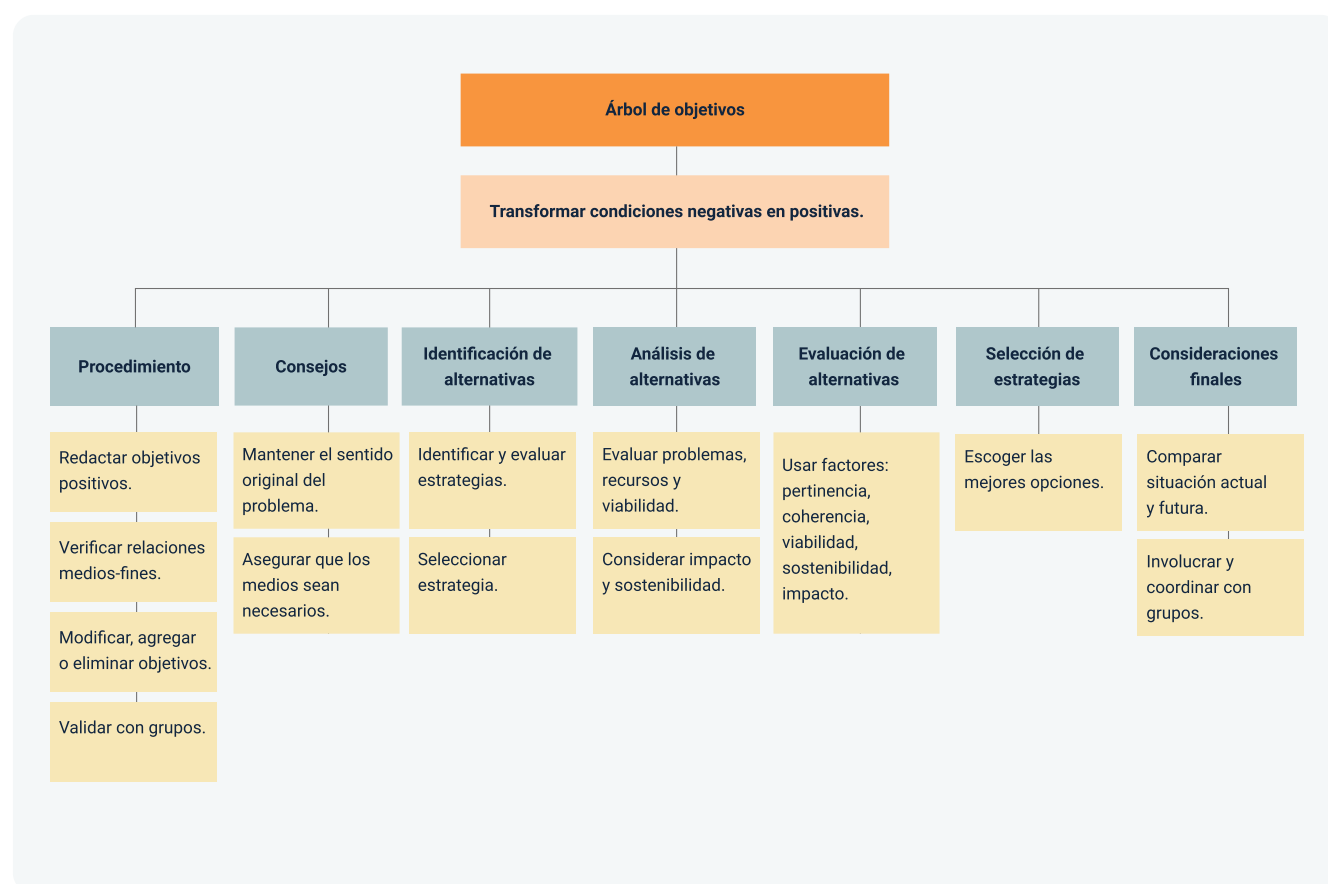 Árbol de objetivos
Transformar condiciones negativas en positivas.
Procedimiento
Redactar objetivos
positivos.
Verificar relaciones
medios-fines.
Modificar, agregar
o eliminar objetivos.
Validar con grupos.
Consejos
Mantener el sentido
original del
problema.
Asegurar que los
medios sean
necesarios.
Identificación de
alternativas
Identificar y evaluar
estrategias.
Seleccionar
estrategia.
Análisis de
alternativas
Evaluar problemas,
recursos y
viabilidad.
Considerar impacto
y sostenibilidad.
Evaluación de
alternativas
Usar factores:
pertinencia,
coherencia,
viabilidad,
sostenibilidad,
impacto.
Selección de
estrategias
Escoger las
mejores opciones.
Consideraciones
finales
Comparar
situación actual
y futura.
Involucrar y
coordinar con
grupos.